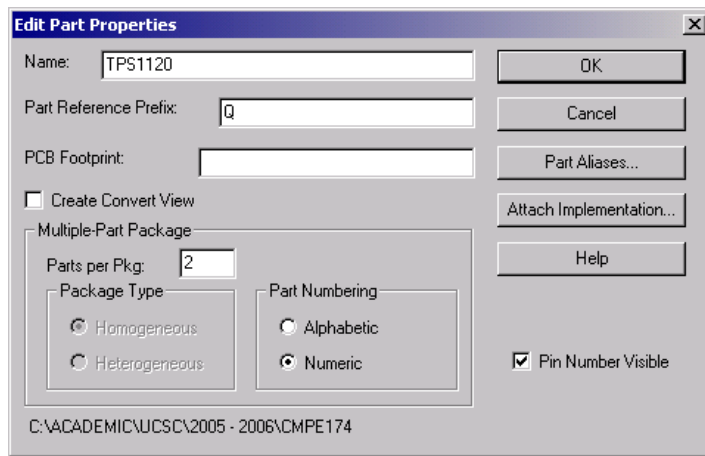 Edit Part Properties
Name: TPS1120
OK
Part Reference Prefix: Q
Cancel
PCB Footprint:
Part Aliases...
Create Convert View
Attach Implementation...
Multiple-Part Package
Parts per Pkg: 2
Help
Package Type
Part Numbering
Homogeneous
Alphabetic
Heterogeneous
Numeric
Pin Number Visible
C:\ACADEMIC\UCSC\2005 - 2006\CMPE174